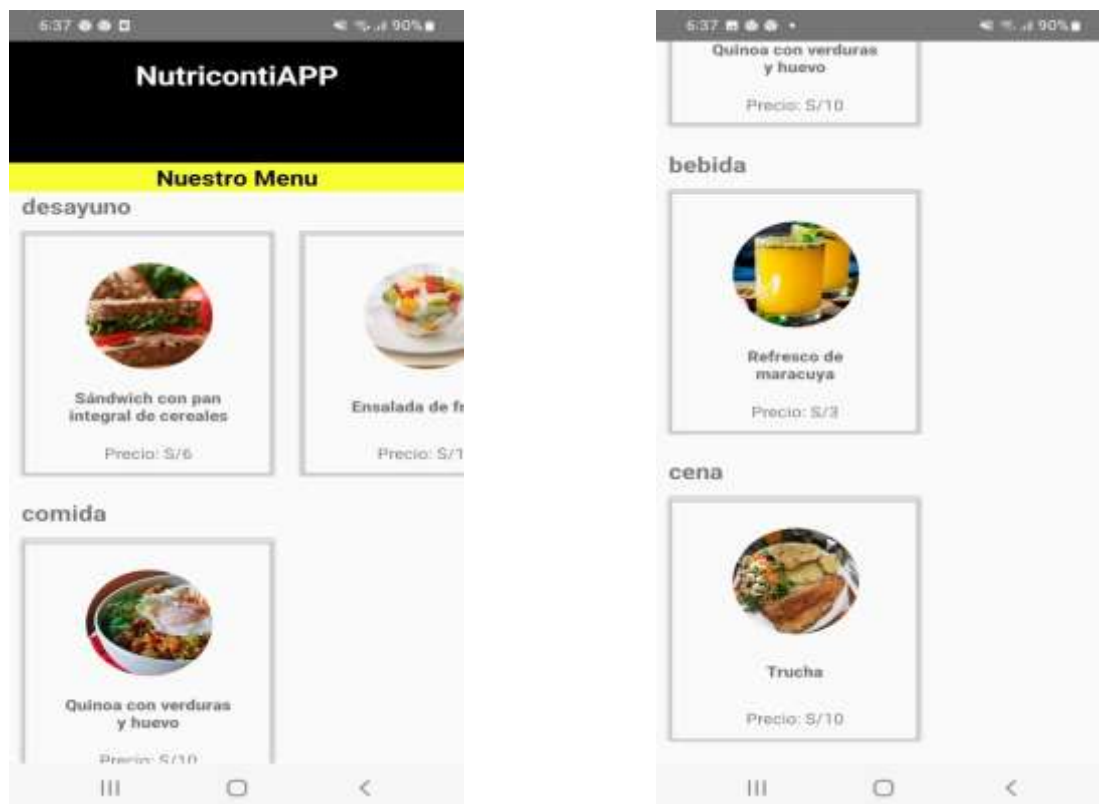 6:37
90%
NutricontiAPP
Nuestro Menu
desayuno
Sándwich con pan
integral de cereales
Precio: S/6
Ensalada de fr
Precio: S/1
comida
Quinoa con verduras
y huevo
Precio: S/10
6:37
90%
Quinoa con verduras
y huevo
Precio: S/10
bebida
Refresco de
maracuya
Precio: S/3
cena
Trucha
Precio: S/10